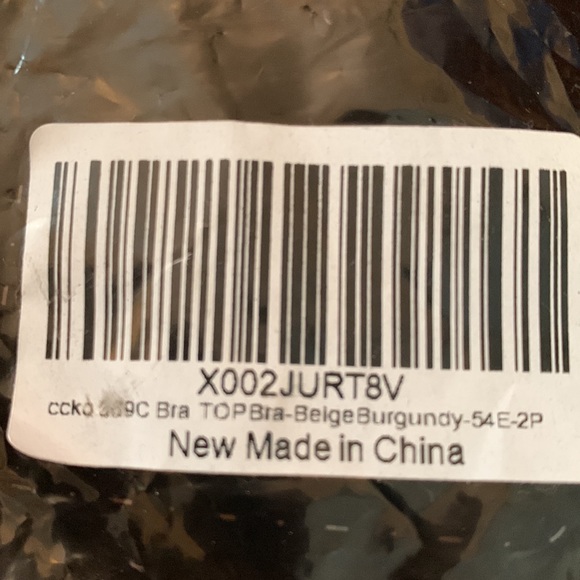 X002JURT8V
Bra TOPBra-BeigeBurgundy-54E-2P
New Made in China